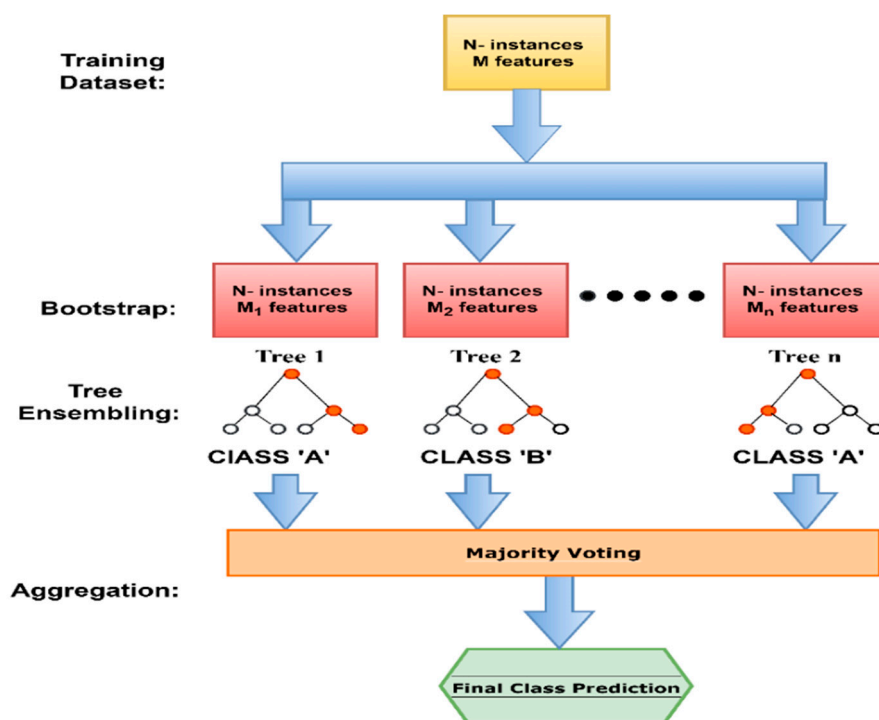 Training
Dataset:
N- instances
M features
Bootstrap:
N- instances
M₁ features
N- instances
M₂ features
N- instances
Mₙ features
Tree
Ensembling:
Tree 1
Tree 2
Tree n
ClASS 'A'
CLASS 'B'
CLASS 'A'
Aggregation:
Majority Voting
Final Class Prediction